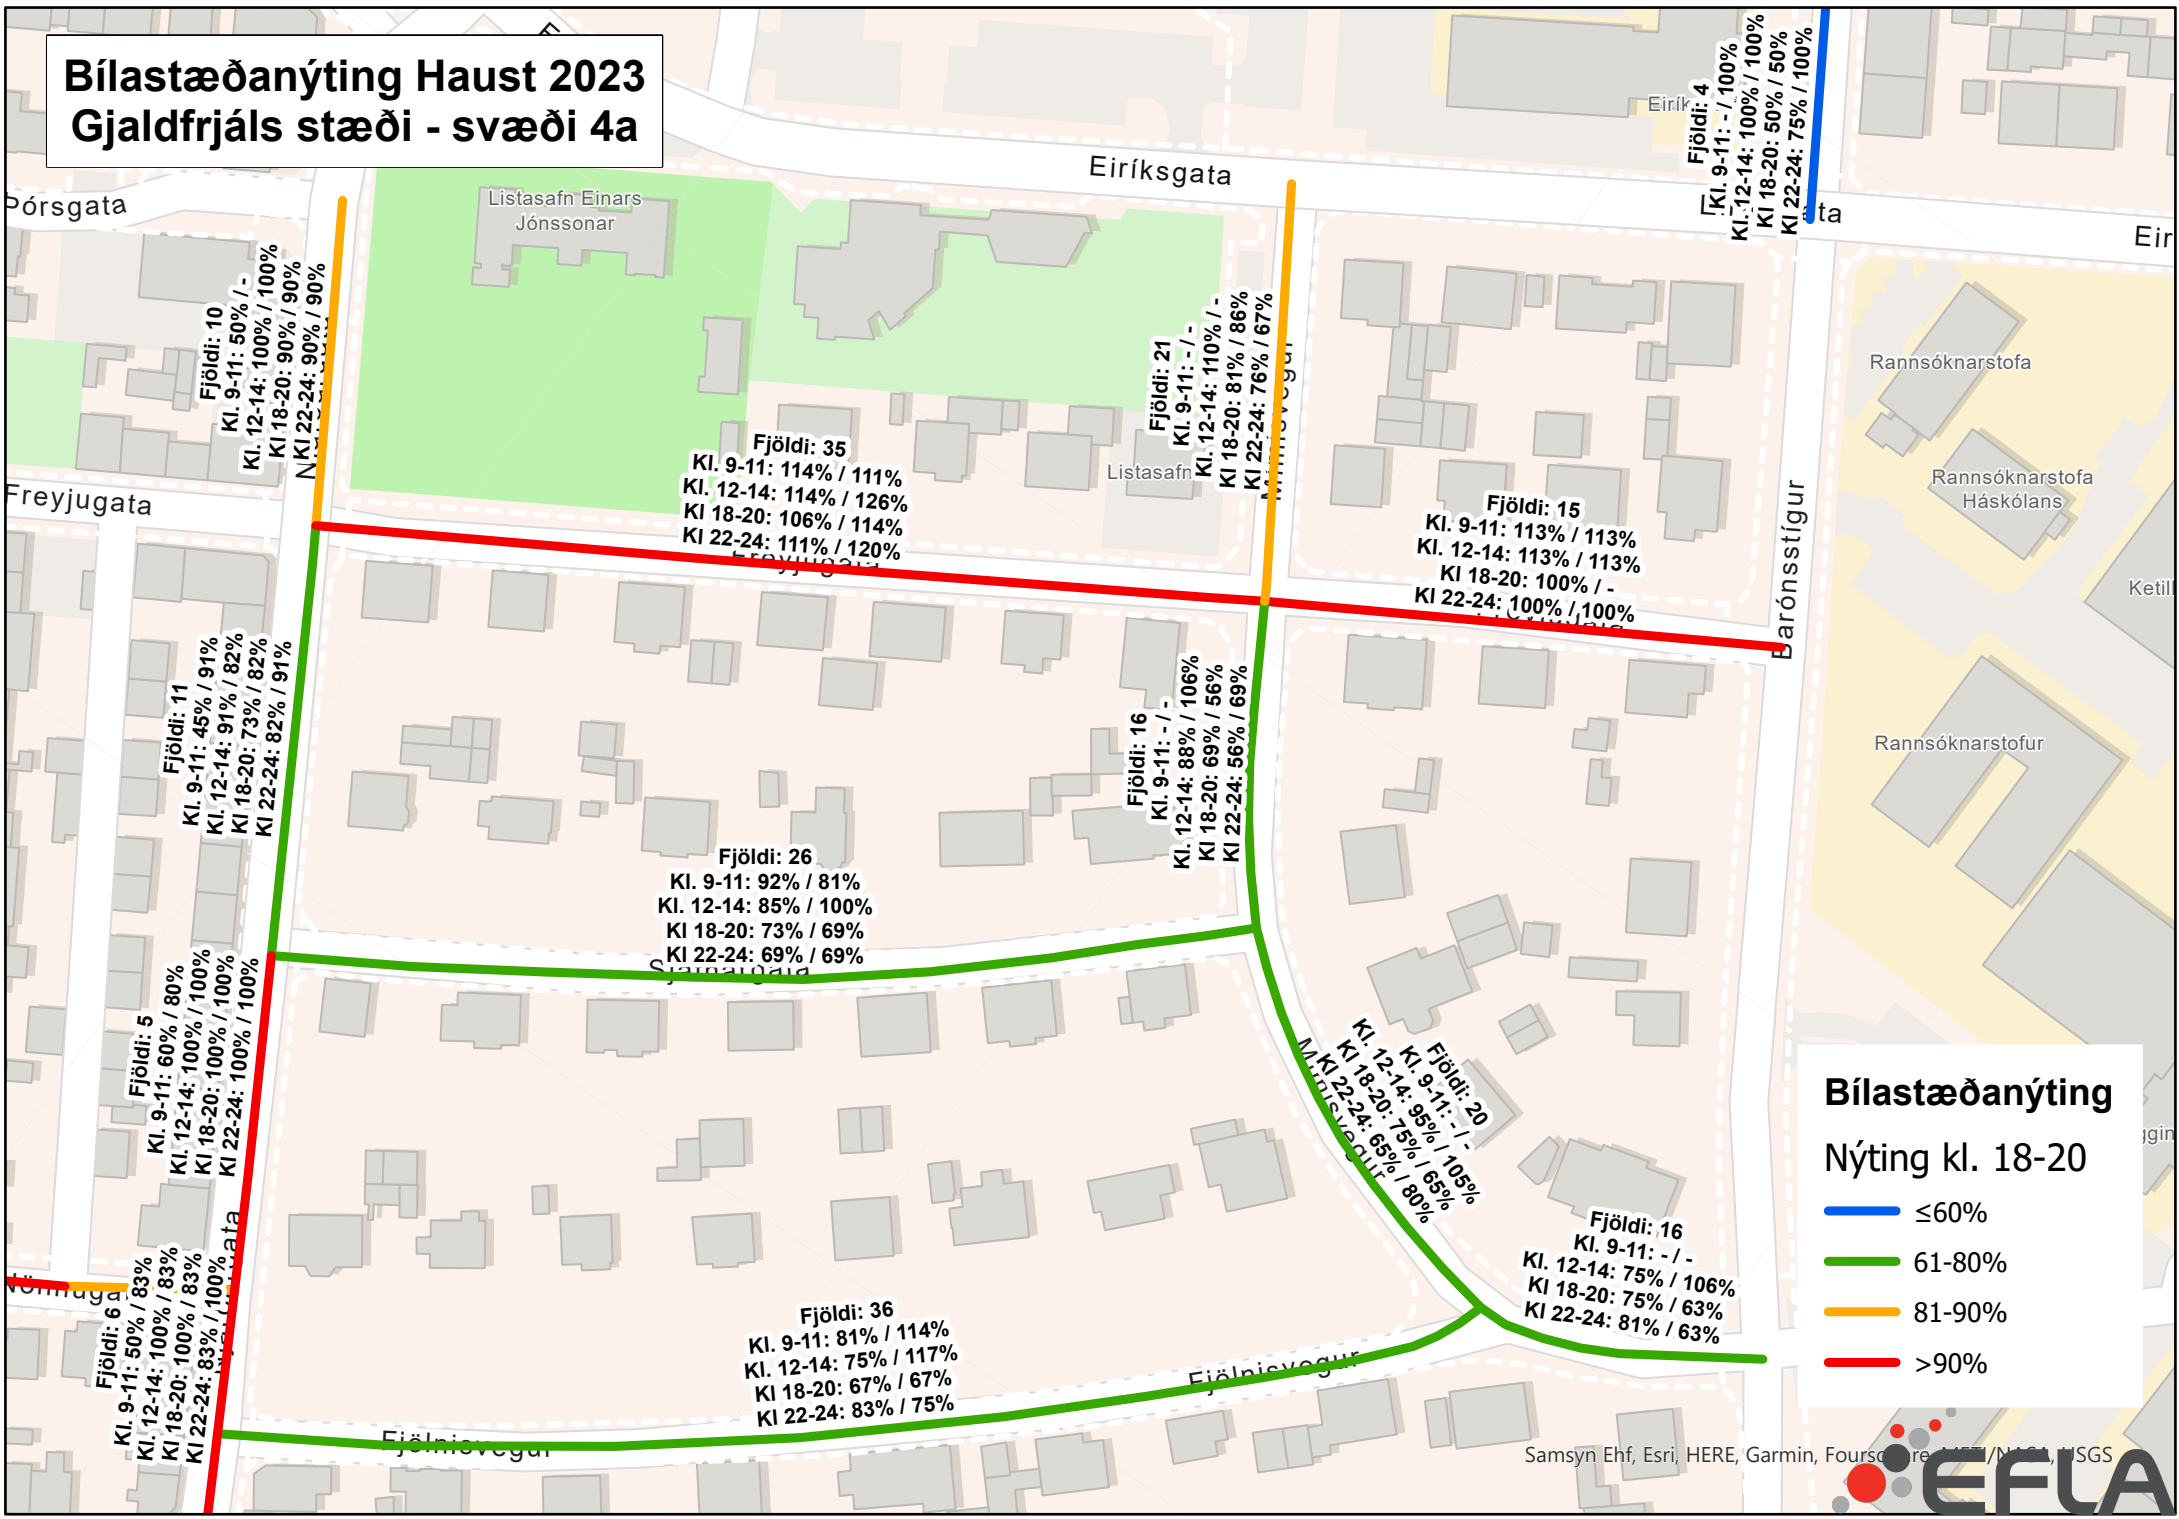 Bílastæðanýting Haust 2023
Gjaldfrjáls stæði - svæði 4a
Eiríksgata
Þórsgata
Listasafn Einars
Jónssonar
Fjöldi: 4
Kl. 9-11: - / 100%
Kl. 12-14: 100% / 100%
Kl 18-20: 50% / 50%
Kl 22-24: 75% / 100%
Eir
Fjöldi: 10
Kl. 9-11: 50% / -
Kl. 12-14: 100% / 100%
Kl 18-20: 90% / 90%
Kl 22-24: 90% / 90%
Fjöldi: 21
Kl. 9-11: - / -
Kl. 12-14: 110% / -
Kl 18-20: 81% / 86%
Kl 22-24: 76% / 67%
Mímisvegur
Rannsóknarstofa
Freyjugata
Fjöldi: 35
Kl. 9-11: 114% / 111%
Kl. 12-14: 114% / 126%
Kl 18-20: 106% / 114%
Kl 22-24: 111% / 120%
Freyjugata
Listasafn
Fjöldi: 15
Kl. 9-11: 113% / 113%
Kl. 12-14: 113% / 113%
Kl 18-20: 100% / -
Kl 22-24: 100% / 100%
Barónsstígur
Rannsóknarstofa
Háskólans
Ketil
Fjöldi: 11
Kl. 9-11: 45% / 91%
Kl. 12-14: 91% / 82%
Kl 18-20: 73% / 82%
Kl 22-24: 82% / 91%
Fjöldi: 16
Kl. 9-11: - / -
Kl. 12-14: 88% / 106%
Kl 18-20: 69% / 56%
Kl 22-24: 56% / 69%
Rannsóknarstofur
Fjöldi: 26
Kl. 9-11: 92% / 81%
Kl. 12-14: 85% / 100%
Kl 18-20: 73% / 69%
Kl 22-24: 69% / 69%
Sjafnargata
Fjöldi: 5
Kl. 9-11: 60% / 80%
Kl. 12-14: 100% / 100%
Kl 18-20: 100% / 100%
Kl 22-24: 100% / 100%
Fjöldi: 20
Kl. 9-11: - / -
Kl. 12-14: 95% / 105%
Kl 18-20: 75% / 65%
Kl 22-24: 65% / 80%
Mímisvegur
Fjöldi: 16
Kl. 9-11: - / -
Kl. 12-14: 75% / 106%
Kl 18-20: 75% / 63%
Kl 22-24: 81% / 63%
Fjöldi: 6
Kl. 9-11: 50% / 83%
Kl. 12-14: 100% / 83%
Kl 18-20: 100% / 83%
Kl 22-24: 83% / 100%
Fjöldi: 36
Kl. 9-11: 81% / 114%
Kl. 12-14: 75% / 117%
Kl 18-20: 67% / 67%
Kl 22-24: 83% / 75%
Fjölnisvegur
Fjölnisvegur
Bílastæðanýting
Nýting kl. 18-20
≤60%
61-80%
81-90%
>90%
Samsyn Ehf, Esri, HERE, Garmin, METI/NASA, USGS
EFLA